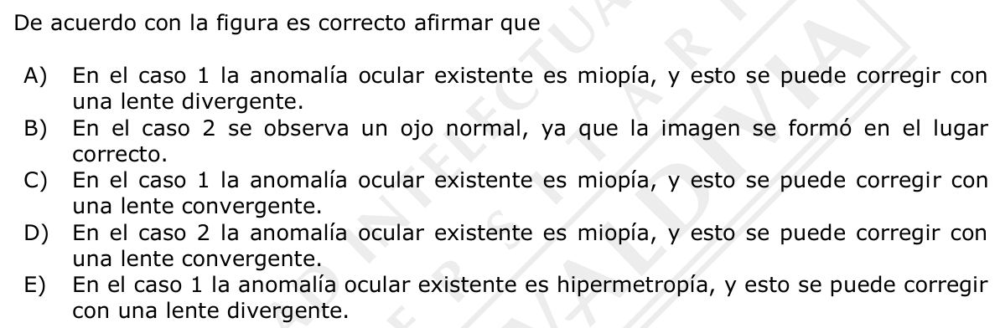 De acuerdo con la figura es correcto afirmar que
A) En el caso 1 la anomalía ocular existente es miopía, y esto se puede corregir con
una lente divergente.
B) En el caso 2 se observa un ojo normal, ya que la imagen se formó en el lugar
correcto.
C) En el caso 1 la anomalía ocular existente es miopía, y esto se puede corregir con
una lente convergente.
D) En el caso 2 la anomalía ocular existente es miopía, y esto se puede corregir con
una lente convergente.
E) En el caso 1 la anomalía ocular existente es hipermetropía, y esto se puede corregir
con una lente divergente.